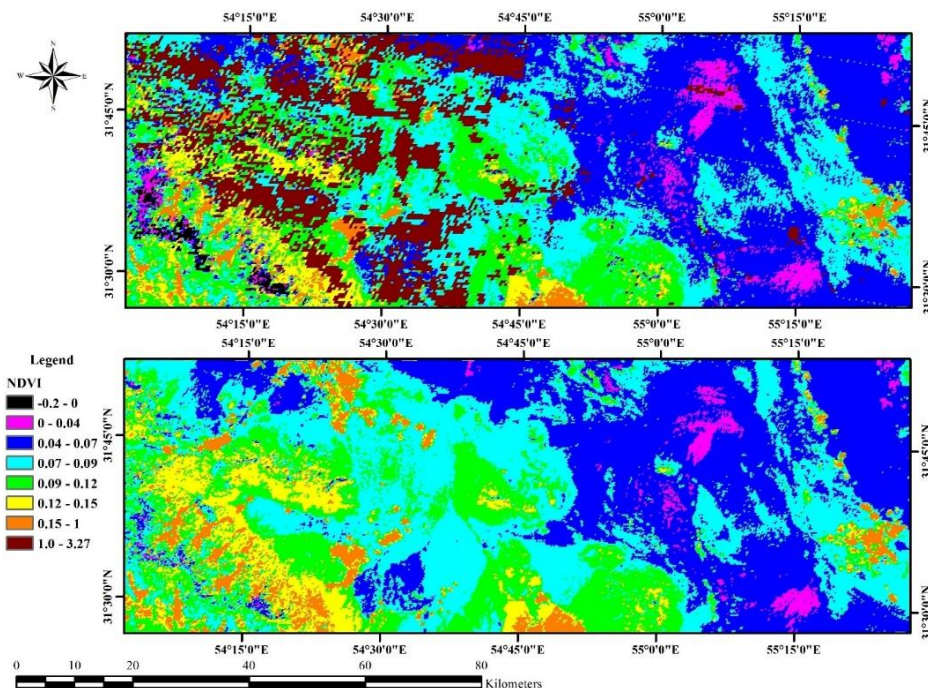 54°15'0"E 54°30'0"E 54°45'0"E 55°0'0"E 55°15'0"E
N
W E
S
31°45'0"N 31°45'0"N
31°30'0"N 31°30'0"N
54°15'0"E 54°30'0"E 54°45'0"E 55°0'0"E 55°15'0"E
54°15'0"E 54°30'0"E 54°45'0"E 55°0'0"E 55°15'0"E
Legend
NDVI
-0.2 - 0
0 - 0.04
0.04 - 0.07
0.07 - 0.09
0.09 - 0.12
0.12 - 0.15
0.15 - 1
1.0 - 3.27
31°45'0"N 31°45'0"N
31°30'0"N 31°30'0"N
54°15'0"E 54°30'0"E 54°45'0"E 55°0'0"E 55°15'0"E
0 5 10 20 40 60 80
Kilometers